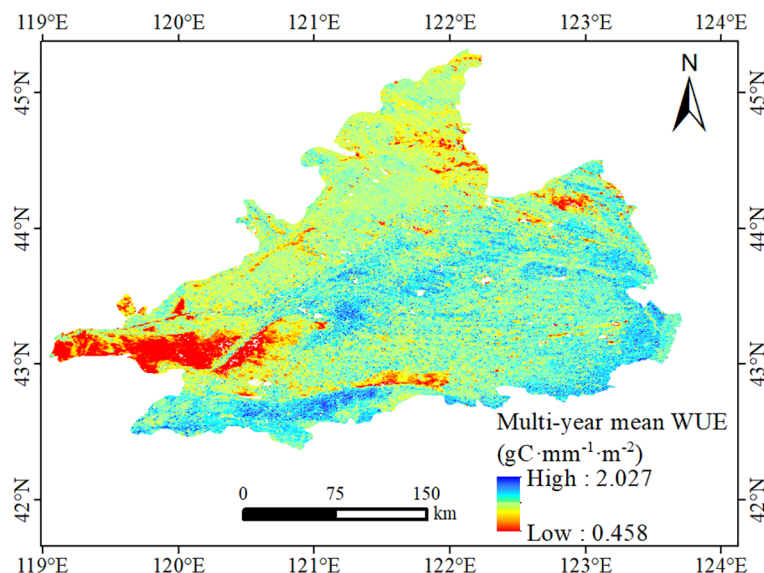 119°E 120°E 121°E 122°E 123°E 124°E
N
45°N 45°N
44°N 44°N
43°N 43°N
42°N 42°N
Multi-year mean WUE
(gC·mm⁻¹·m⁻²)
High : 2.027
Low : 0.458
0 75 150
km
119°E 120°E 121°E 122°E 123°E 124°E